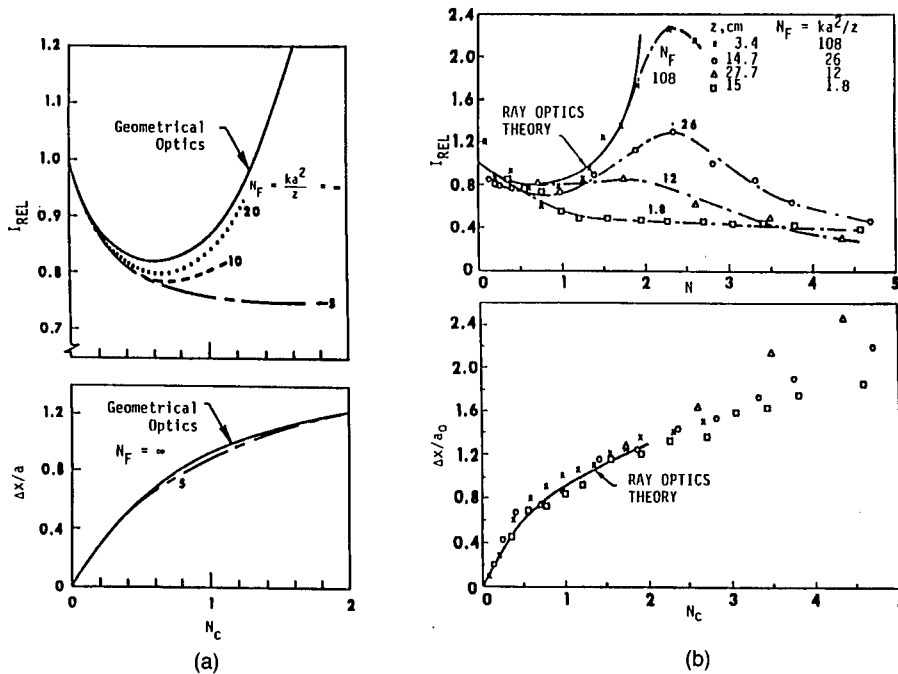 1.2
1.1
1.0
0.9
0.8
0.7
I_REL
Geometrical
Optics
N_F = ka²/z = ∞
20
10
5
1.2
0.8
0.4
0
Δx/a
Geometrical
Optics
N_F = ∞
5
0 1 2
N_C
(a)
2.4
2.0
1.6
1.2
0.8
0.4
0
I_REL
z,cm N_F = ka²/z
x 3.4 108
○ 14.7 26
△ 27.7 12
□ 15 1.8
N_F
108
RAY OPTICS
THEORY
26
12
1.8
0 1 2 3 4 5
N
2.4
2.0
1.6
1.2
0.8
0.4
0
Δx/a₀
RAY OPTICS
THEORY
0 1 2 3 4 5
N_C
(b)